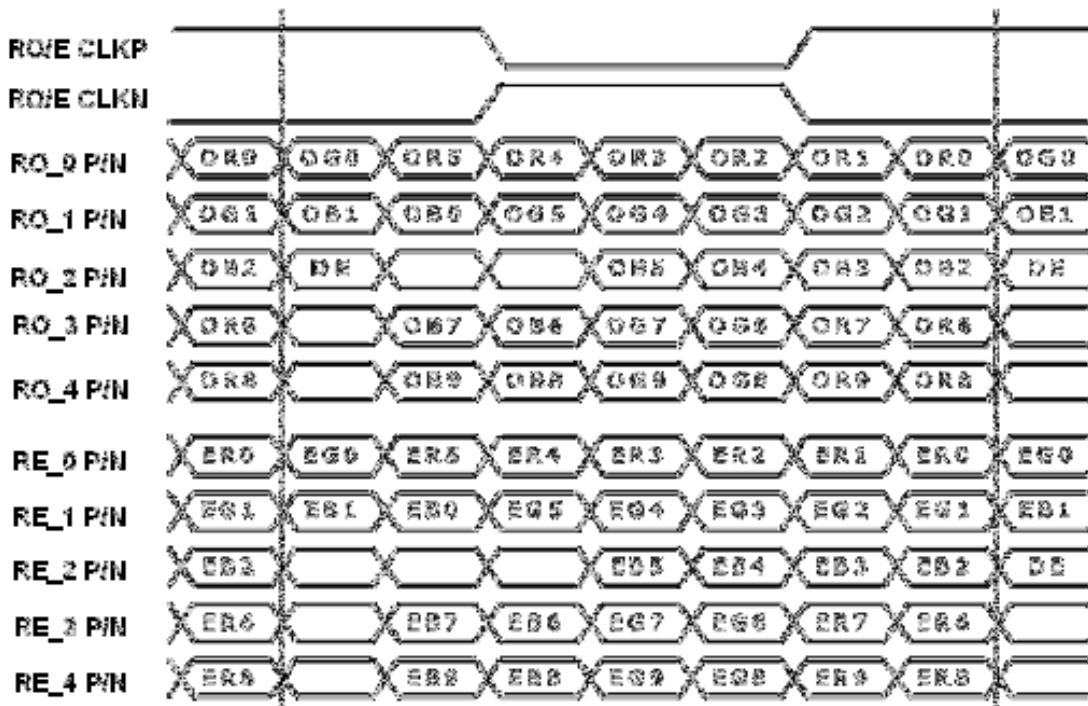 RO/E CLKP
RO/E CLKN
RO_0 P/N OR0 OG0 OR5 OR4 OR3 OR2 OR1 OR0 OG0
RO_1 P/N OG1 OB1 OB0 OG5 OG4 OG3 OG2 OG1 OB1
RO_2 P/N OB2 DE OB5 OB4 OB3 OB2 DE
RO_3 P/N OR6 OB7 OB6 OG7 OG6 OR7 OR6
RO_4 P/N OR8 OB9 OB8 OG9 OG8 OR9 OR8
RE_0 P/N ER0 EG0 ER5 ER4 ER3 ER2 ER1 ER0 EG0
RE_1 P/N EG1 EB1 EB0 EG5 EG4 EG3 EG2 EG1 EB1
RE_2 P/N EB2 EB5 EB4 EB3 EB2 DE
RE_3 P/N ER6 EB7 EB6 EG7 EG6 ER7 ER6
RE_4 P/N ER8 EB9 EB8 EG9 EG8 ER9 ER8